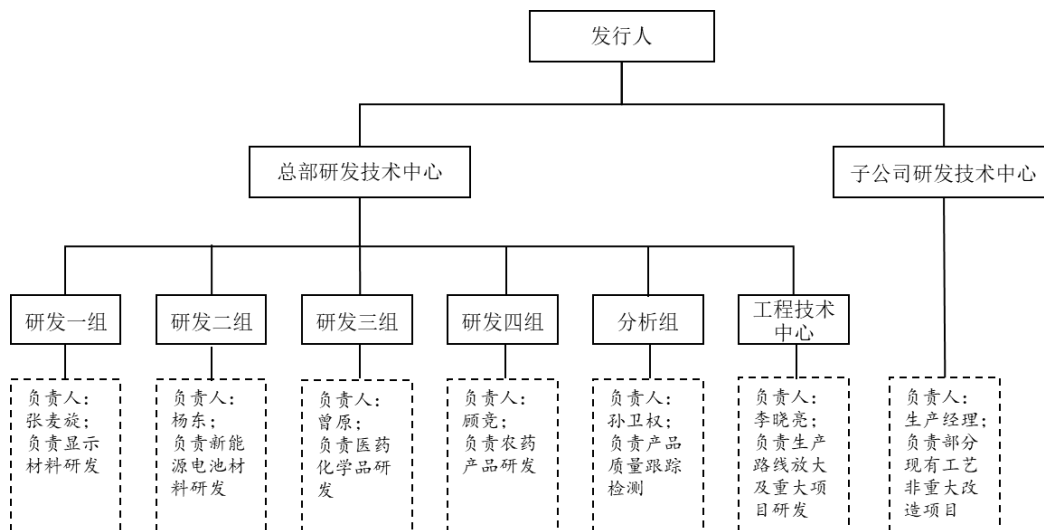 发行人
总部研发技术中心
子公司研发技术中心
研发一组
研发二组
研发三组
研发四组
分析组
工程技术
中心
负责人：
张麦旋；
负责显示
材料研发
负责人：
杨东；
负责新能
源电池材
料研发
负责人：
曾原；
负责医药
化学品研
发
负责人：
顾竞；
负责农药
产品研发
负责人：
孙卫权；
负责产品
质量跟踪
检测
负责人：
李晓亮；
负责生产
路线放大
及重大项
目研发
负责人：
生产经理；
负责部分
现有工艺
非重大改
造项目